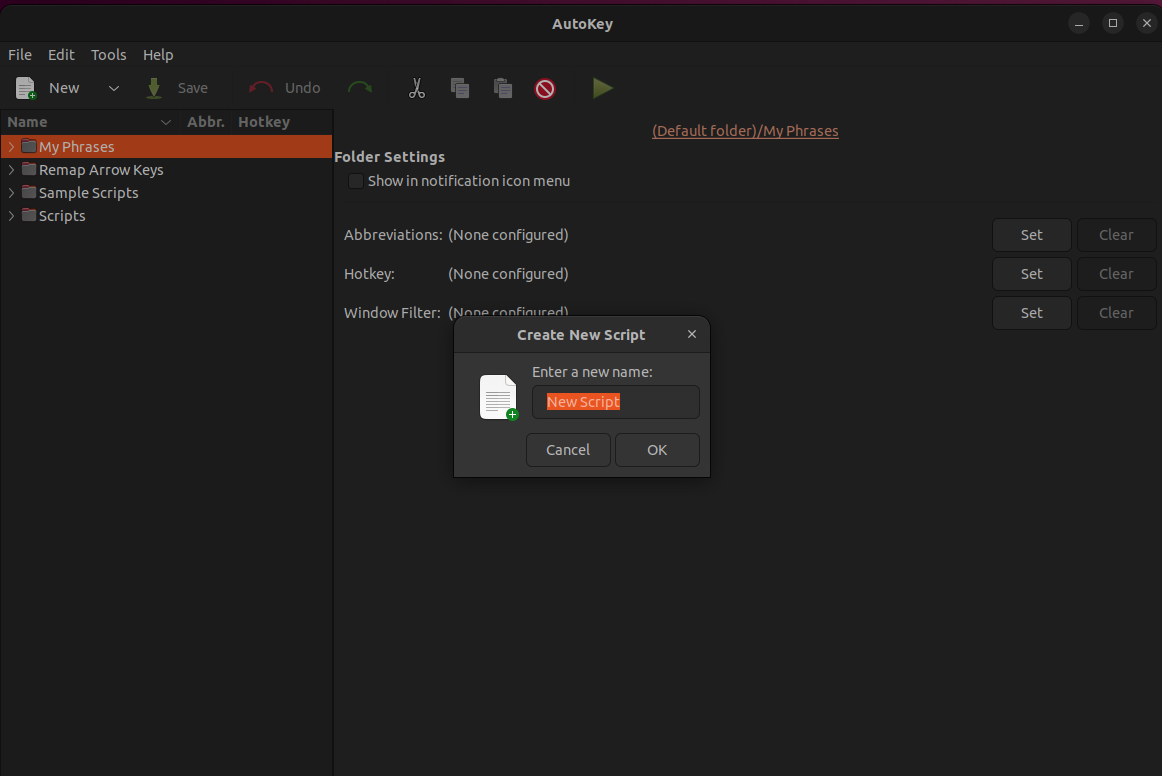 AutoKey
File Edit Tools Help
New Save Undo
Name Abbr. Hotkey
My Phrases
Remap Arrow Keys
Sample Scripts
Scripts
(Default folder)/My Phrases
Folder Settings
Show in notification icon menu
Abbreviations: (None configured) Set Clear
Hotkey: (None configured) Set Clear
Window Filter: (None configured) Set Clear
Create New Script
Enter a new name:
New Script
Cancel OK